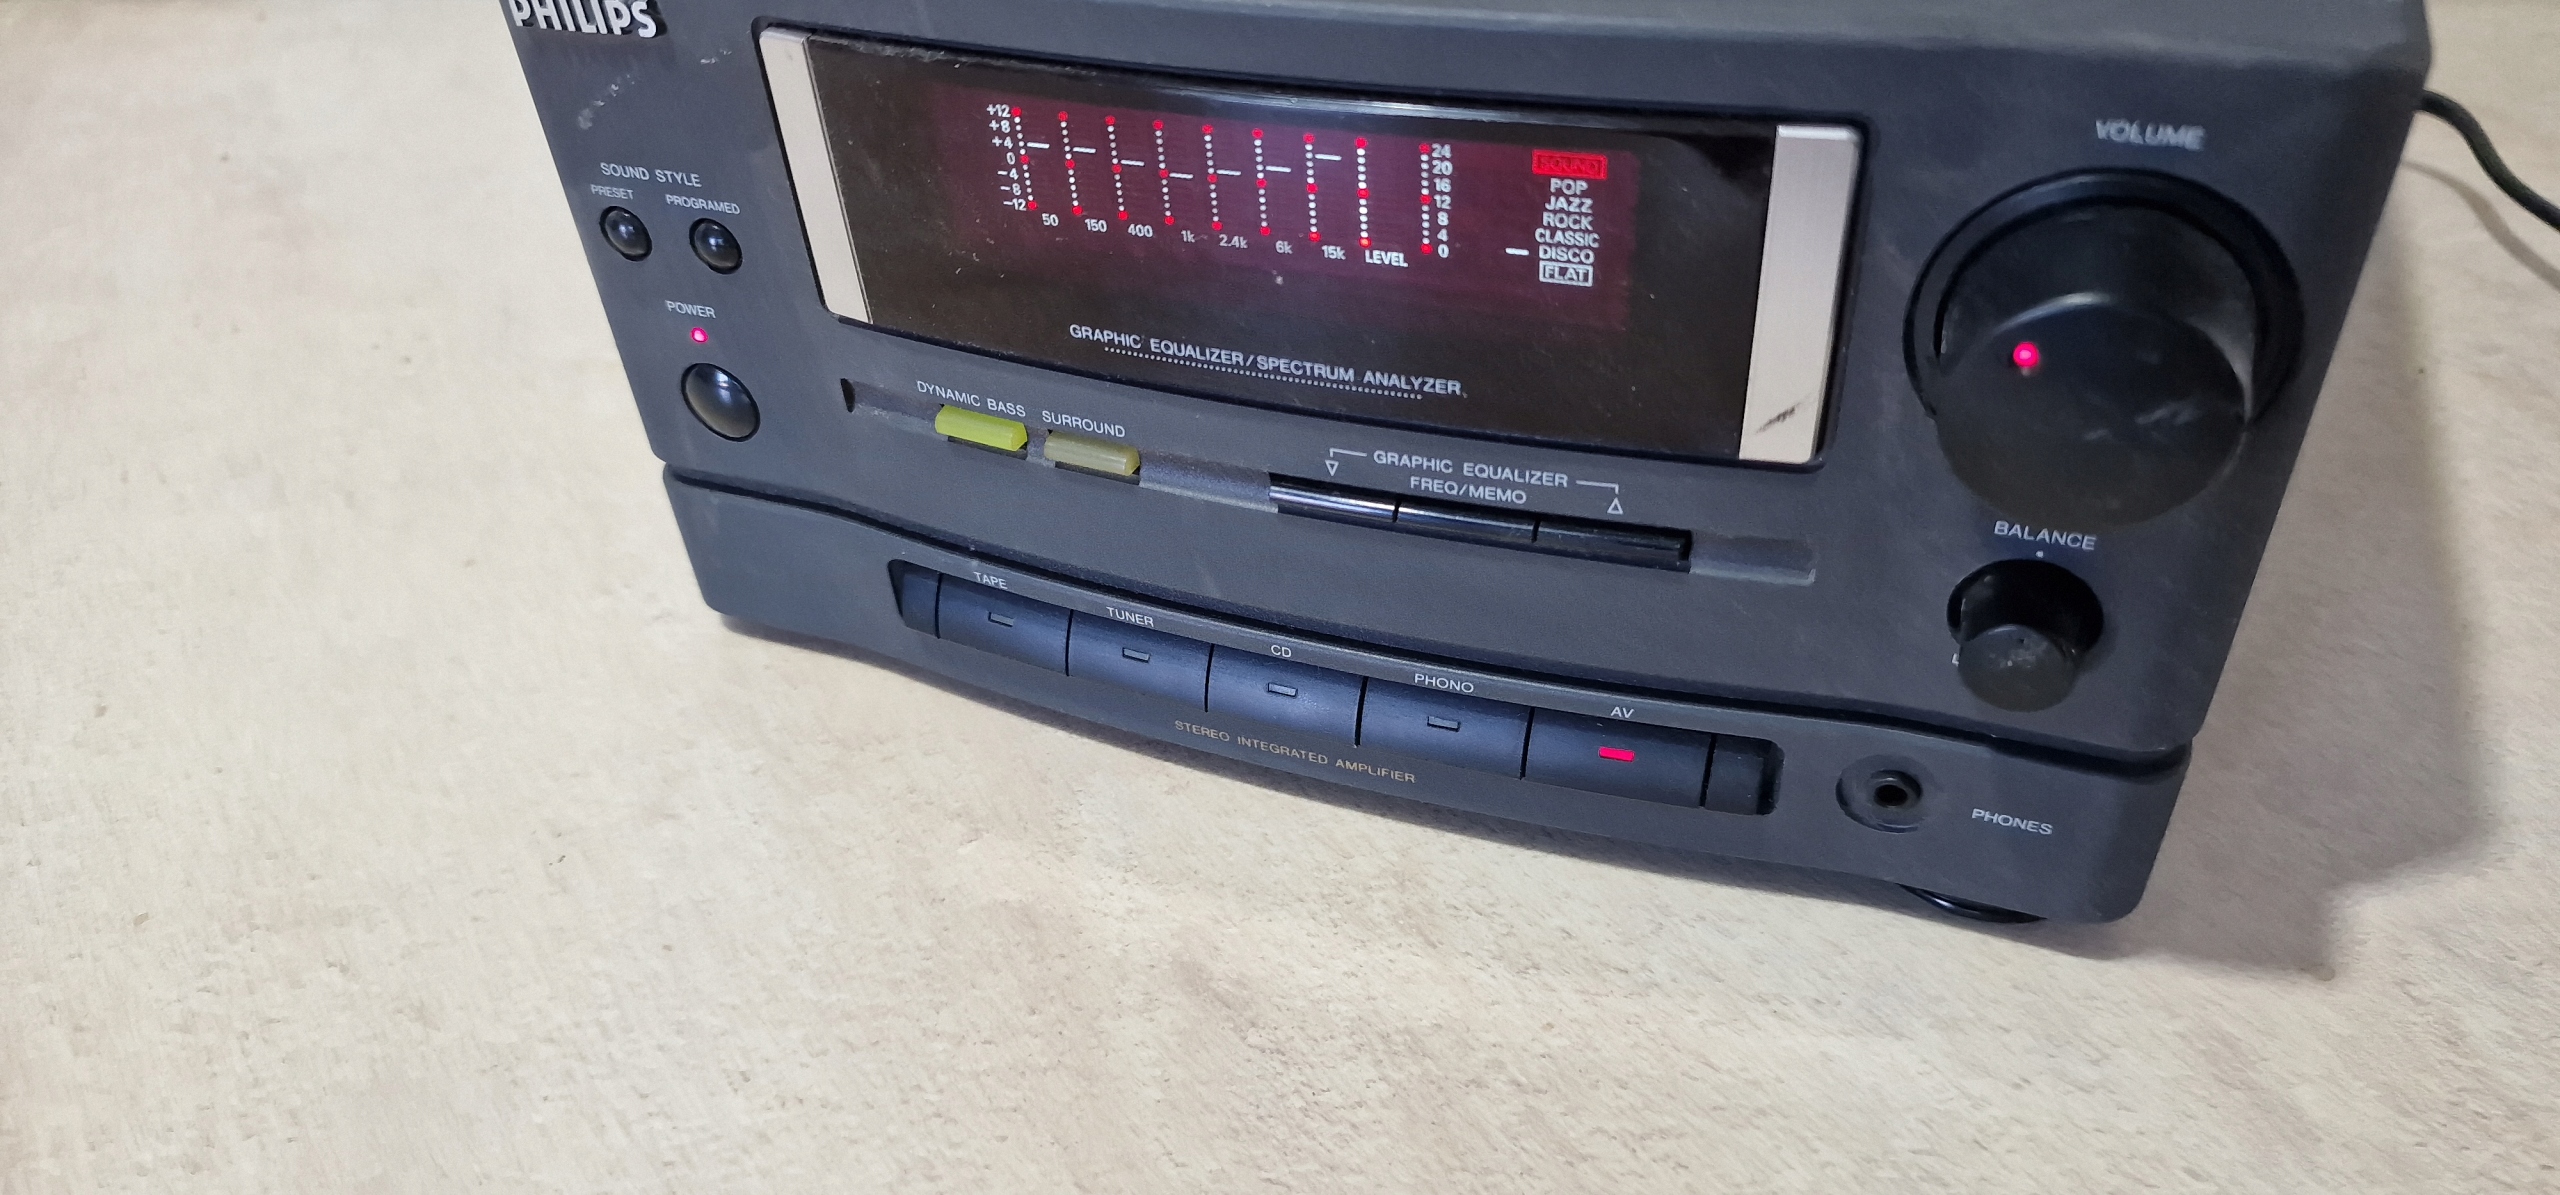 PHILIPS
SOUND STYLE
PRESET
PROGRAMED
POWER
+12
+8
+4
0
-4
-8
-12
50 150 400 1k 2.4k 6k 15k LEVEL
24
20
16
12
8
4
0
SOUND
POP
JAZZ
ROCK
CLASSIC
DISCO
FLAT
GRAPHIC EQUALIZER/SPECTRUM ANALYZER
VOLUME
DYNAMIC BASS
SURROUND
GRAPHIC EQUALIZER
FREQ/MEMO
BALANCE
L
TAPE
TUNER
CD
PHONO
AV
STEREO INTEGRATED AMPLIFIER
PHONES